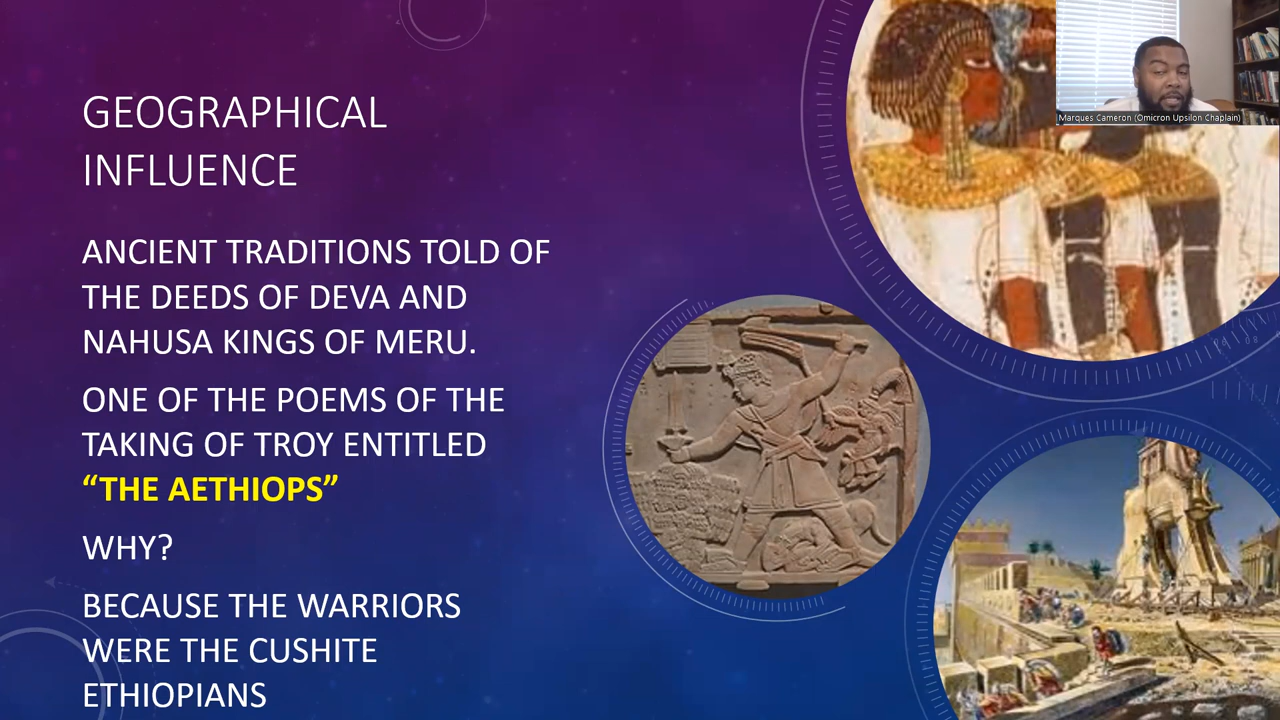 GEOGRAPHICAL
INFLUENCE
ANCIENT TRADITIONS TOLD OF
THE DEEDS OF DEVA AND
NAHUSA KINGS OF MERU.
ONE OF THE POEMS OF THE
TAKING OF TROY ENTITLED
“THE AETHIOPS”
WHY?
BECAUSE THE WARRIORS
WERE THE CUSHITE
ETHIOPIANS
Marques Cameron (Omicron Upsilon Chaplain)